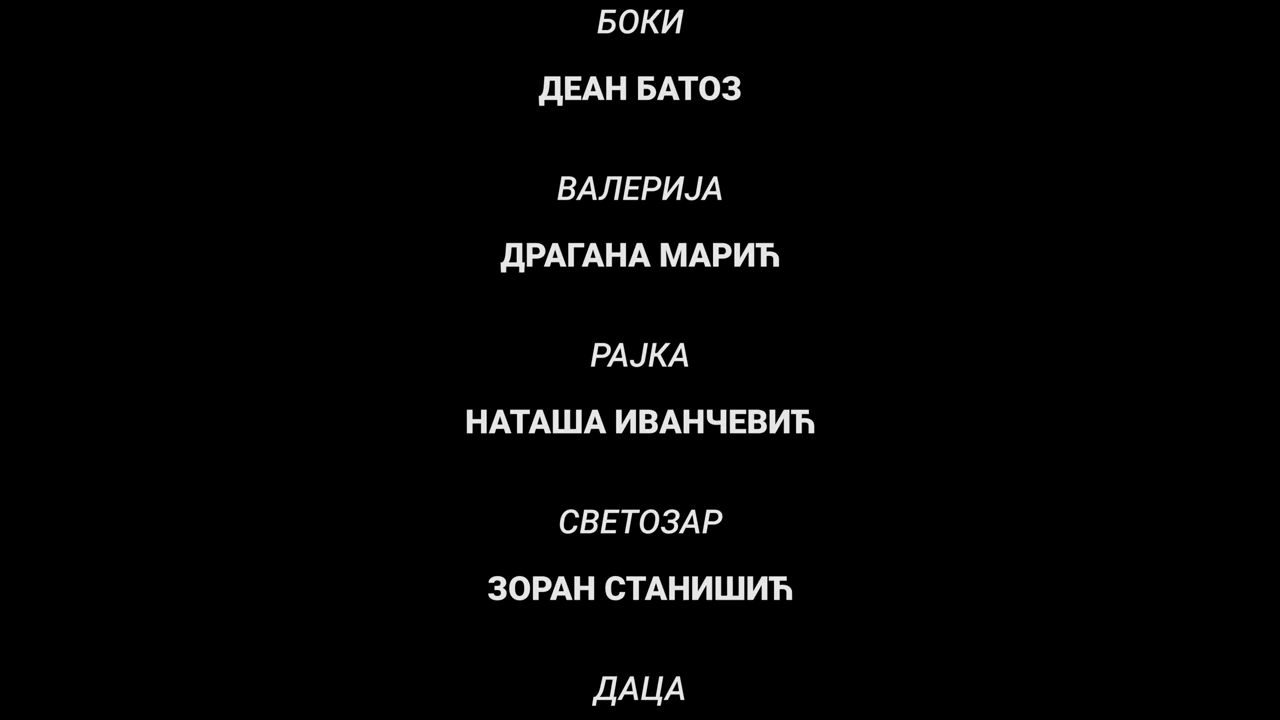 БОКИ
ДЕАН БАТОЗ
ВАЛЕРИЈА
ДРАГАНА МАРИЋ
РАЈКА
НАТАША ИВАНЧЕВИЋ
СВЕТОЗАР
ЗОРАН СТАНИШИЋ
ДАЦА